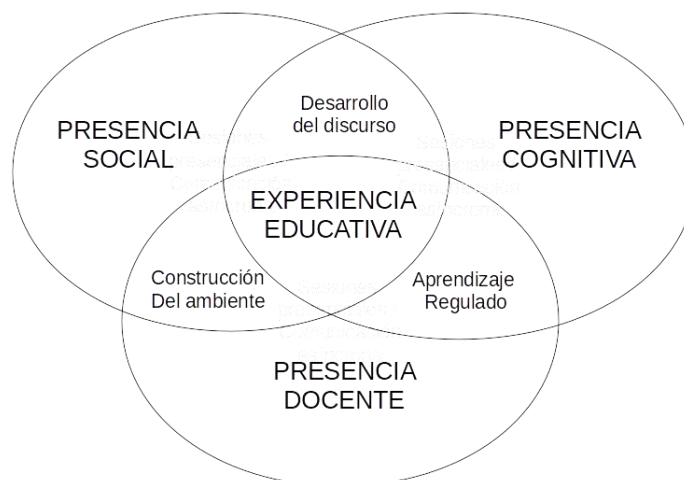 Desarrollo
del discurso
PRESENCIA
SOCIAL
PRESENCIA
COGNITIVA
EXPERIENCIA
EDUCATIVA
Construcción
Del ambiente
Aprendizaje
Regulado
PRESENCIA
DOCENTE